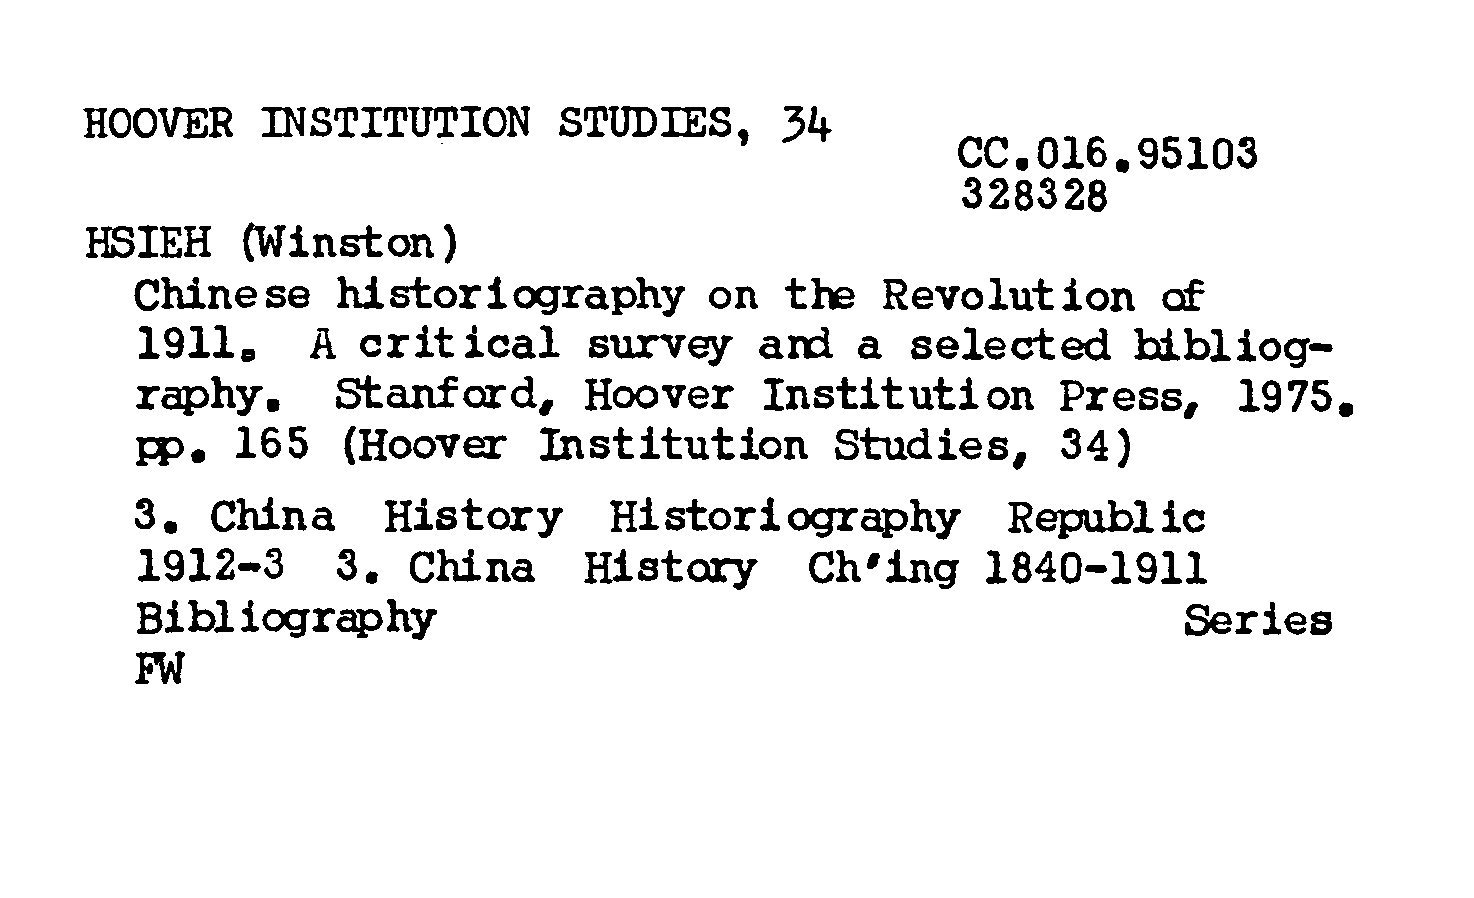 HOOVER INSTITUTION STUDIES, 34
CC.016.95103
328328
HSIEH (Winston)
Chinese historiography on the Revolution of
1911. A critical survey and a selected bibliog-
raphy. Stanford, Hoover Institution Press, 1975.
pp. 165 (Hoover Institution Studies, 34)
3. China History Historiography Republic
1912-3 3. China History Ch'ing 1840-1911
Bibliography Series
FW